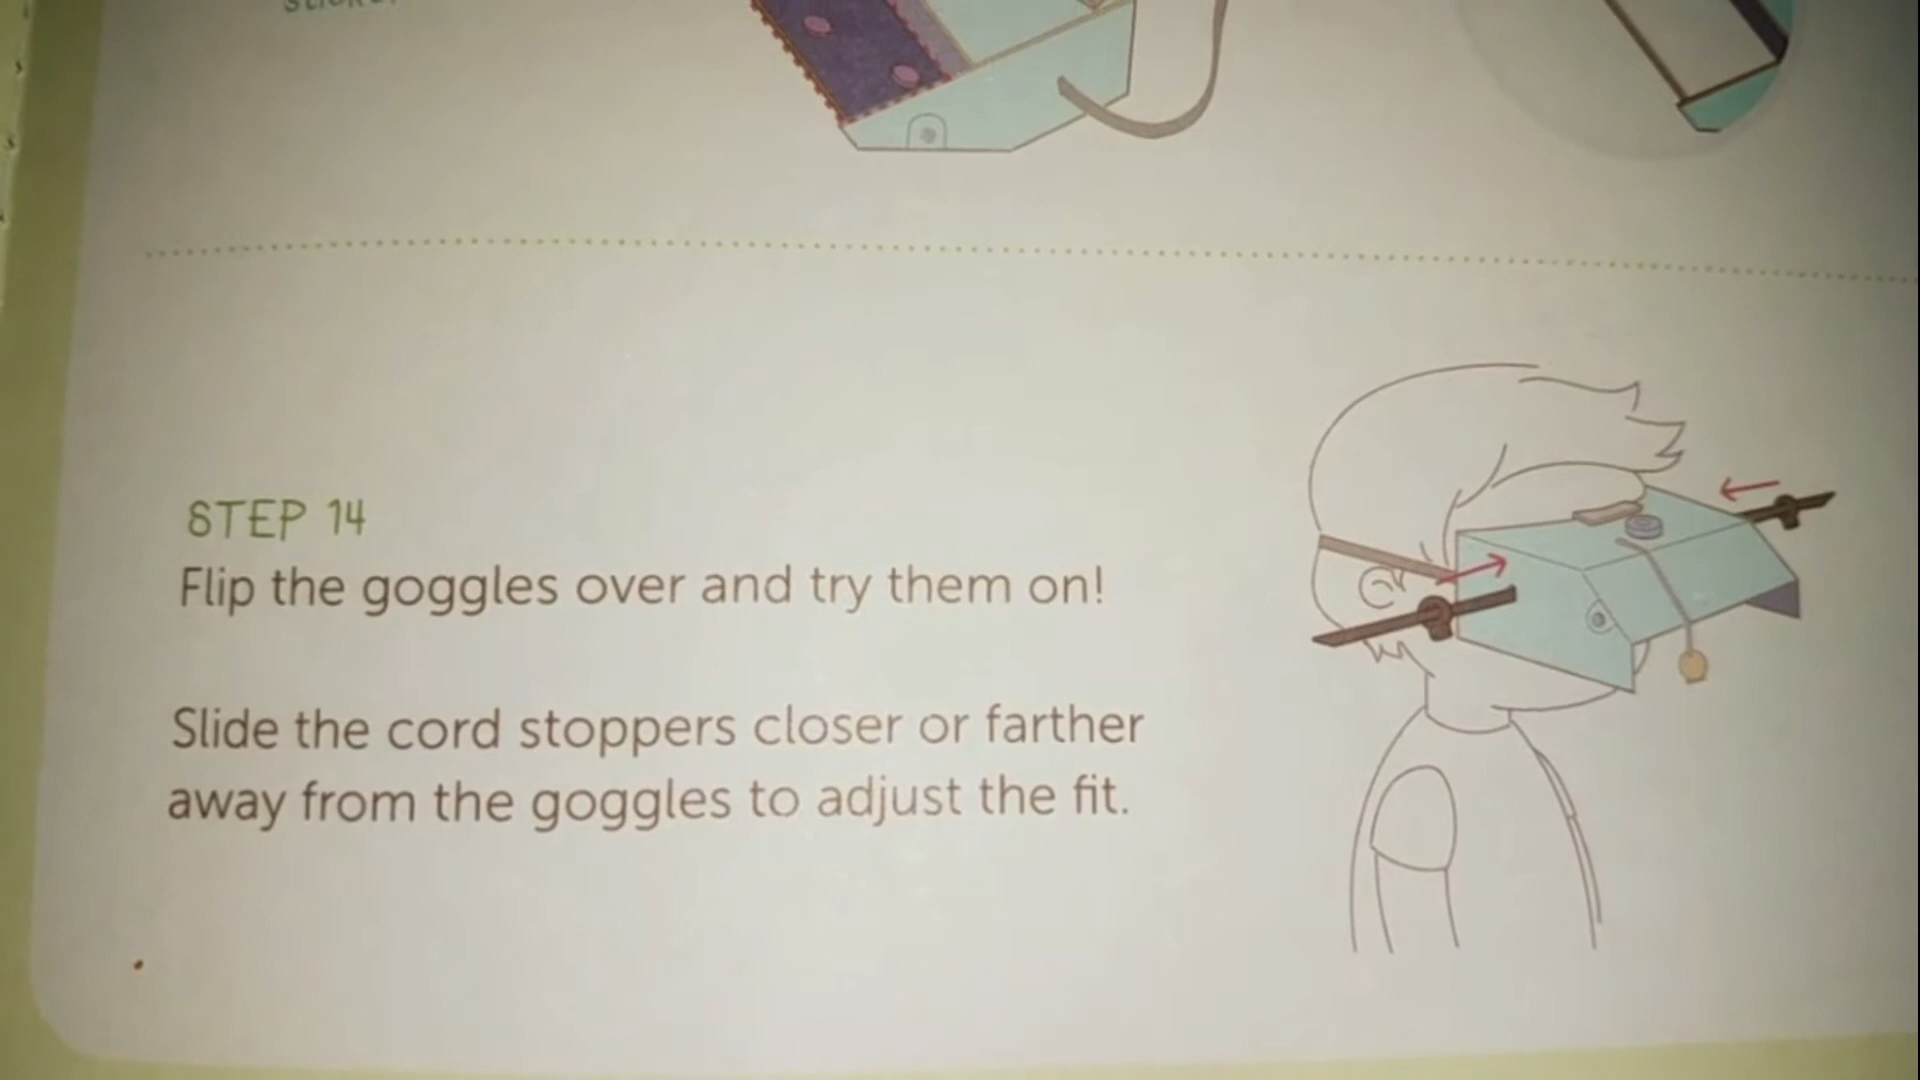 STEP 14
Flip the goggles over and try them on!
Slide the cord stoppers closer or farther
away from the goggles to adjust the fit.